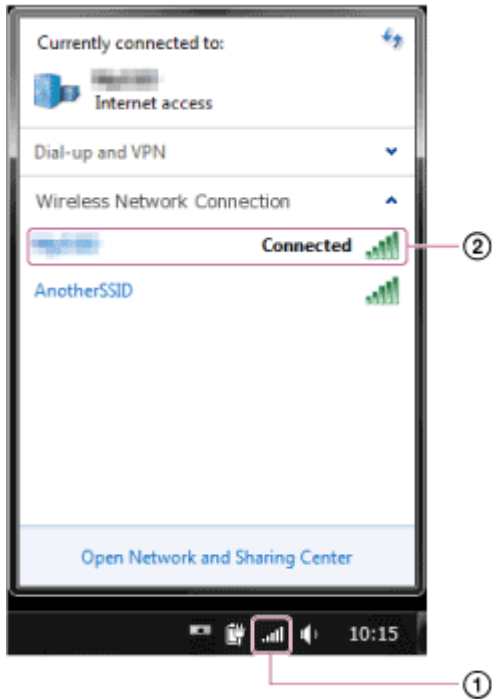 Currently connected to:
Internet access
Dial-up and VPN
Wireless Network Connection
Connected
②
AnotherSSID
Open Network and Sharing Center
10:15
①